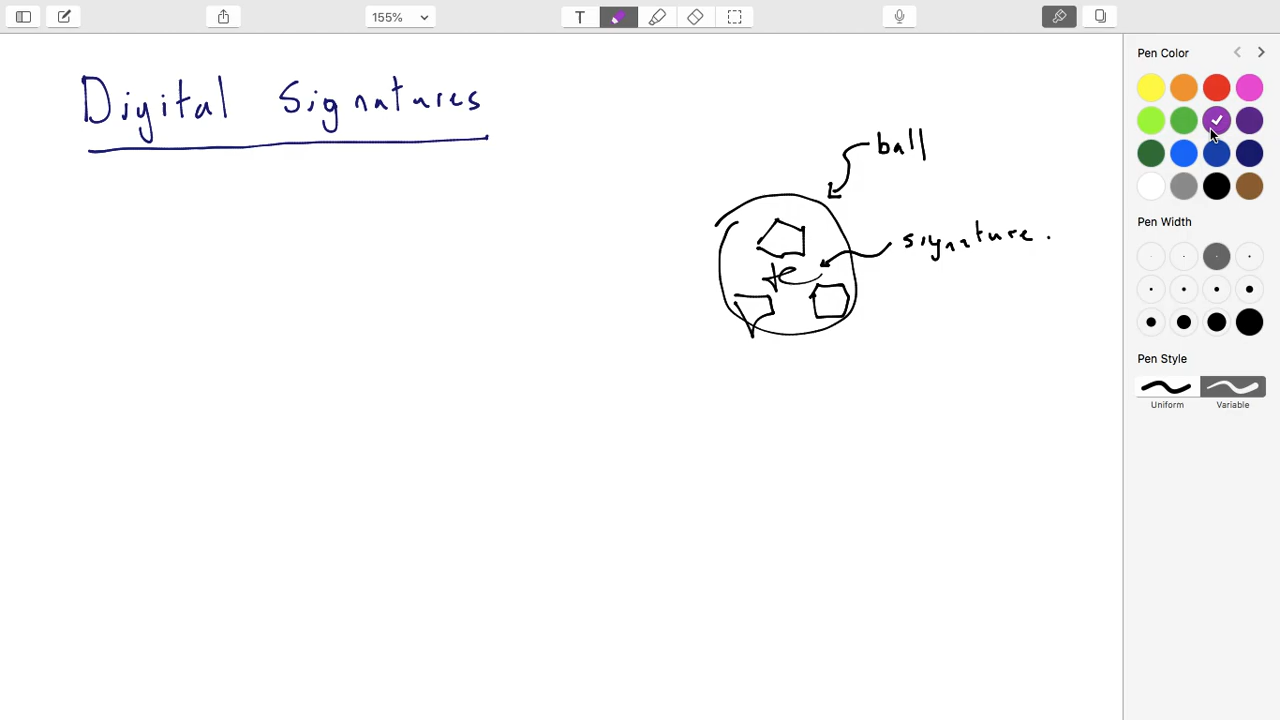 155%
T
Digital Signatures
ball
signature.
Pen Color
Pen Width
Pen Style
Uniform Variable